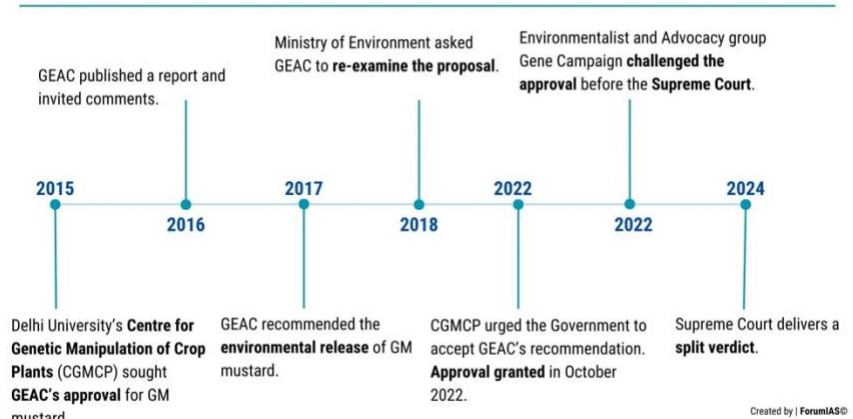 GEAC published a report and
invited comments.
Ministry of Environment asked
GEAC to re-examine the proposal.
Environmentalist and Advocacy group
Gene Campaign challenged the
approval before the Supreme Court.
2015
2016
2017
2018
2022
2022
2024
Delhi University's Centre for
Genetic Manipulation of Crop
Plants (CGMCP) sought
GEAC's approval for GM
mustard
GEAC recommended the
environmental release of GM
mustard.
CGMCP urged the Government to
accept GEAC's recommendation.
Approval granted in October
2022.
Supreme Court delivers a
split verdict.
Created by | ForumIAS©